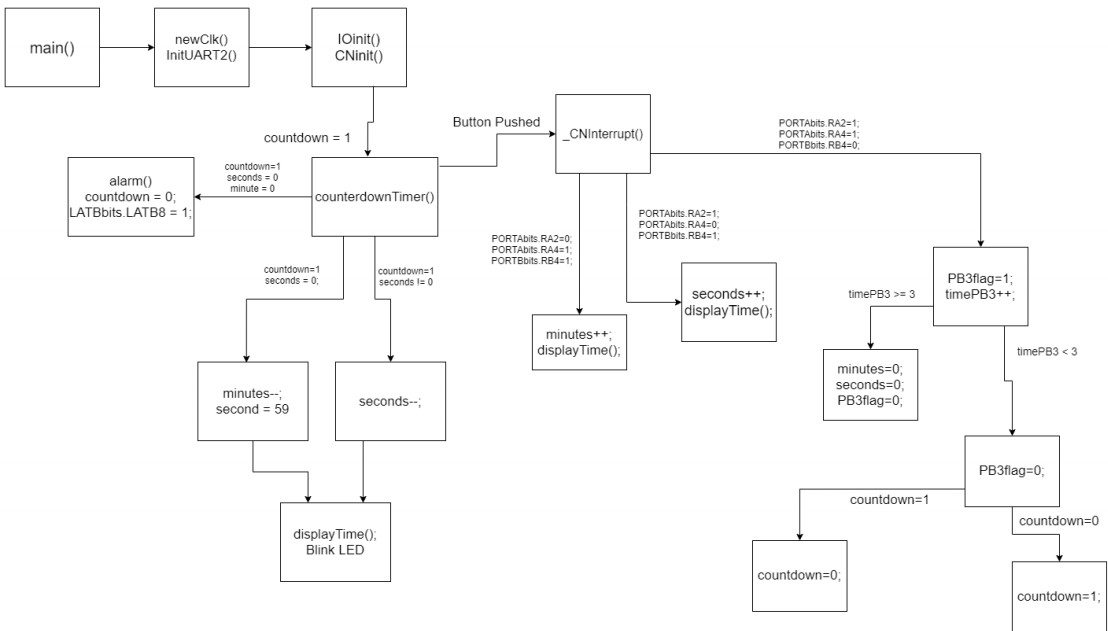 main()
newClk()
InitUART2()
IOinit()
CNinit()
countdown = 1
Button Pushed
_CNInterrupt()
PORTAbits.RA2=1;
PORTAbits.RA4=1;
PORTBbits.RB4=0;
alarm()
countdown = 0;
LATBbits.LATB8 = 1;
countdown=1
seconds = 0
minute = 0
counterdownTimer()
PORTAbits.RA2=0;
PORTAbits.RA4=1;
PORTBbits.RB4=1;
PORTAbits.RA2=1;
PORTAbits.RA4=0;
PORTBbits.RB4=1;
countdown=1
seconds = 0;
countdown=1
seconds != 0
minutes++;
displayTime();
seconds++;
displayTime();
PB3flag=1;
timePB3++;
timePB3 >= 3
timePB3 < 3
minutes=0;
seconds=0;
PB3flag=0;
minutes--;
second = 59
seconds--;
displayTime();
Blink LED
PB3flag=0;
countdown=1
countdown=0
countdown=0;
countdown=1;